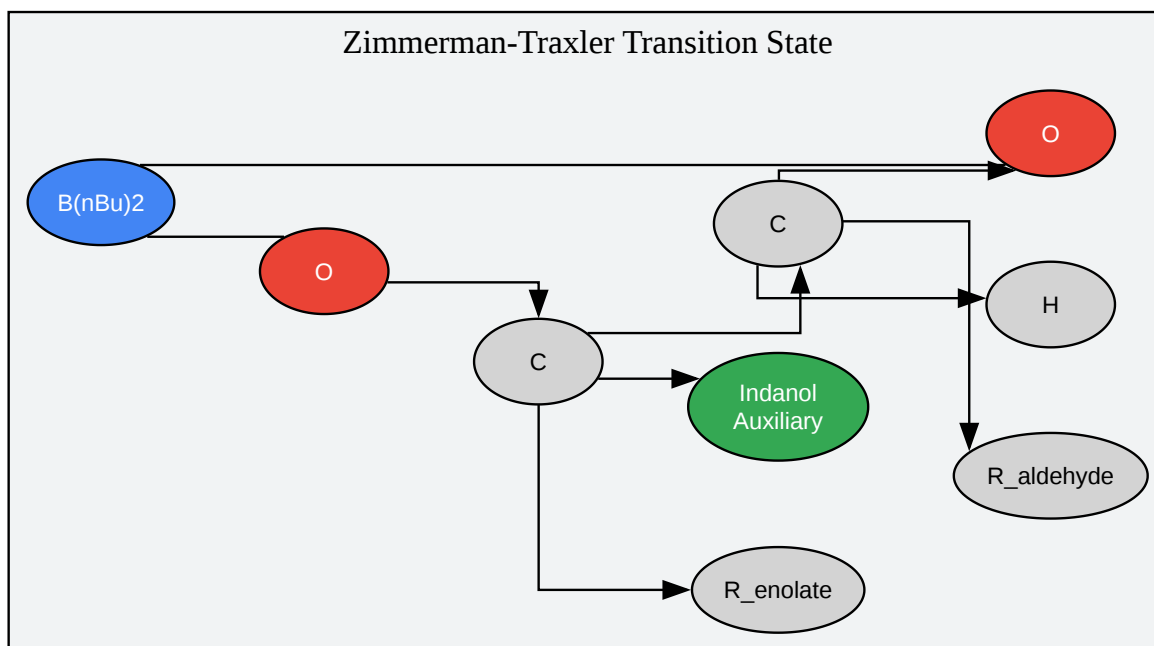 Zimmerman-Traxler Transition State
O
B(nBu)2
C
O
H
C
Indanol
Auxiliary
R_aldehyde
R_enolate